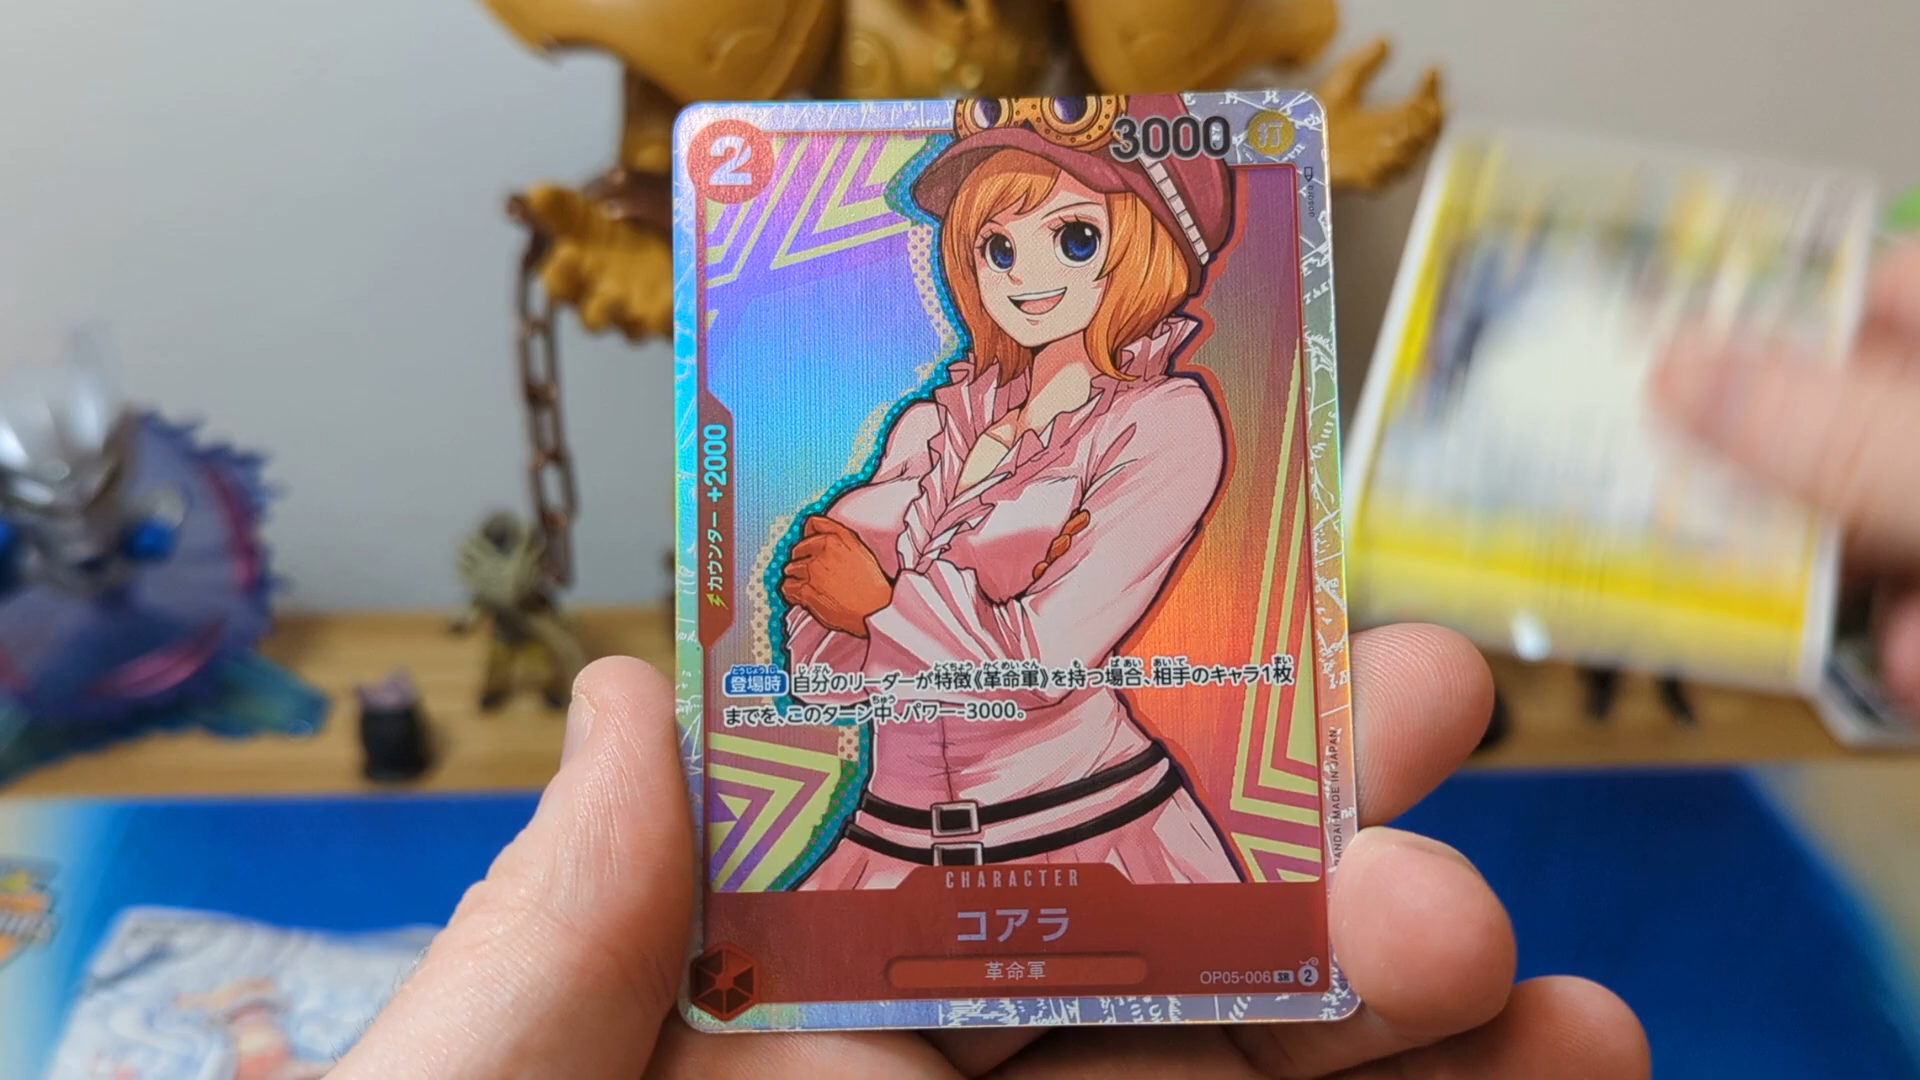 2
3000
打
カウンター +2000
登場時 自分のリーダーが特徴《革命軍》を持つ場合、相手のキャラ1枚
までを、このターン中、パワー-3000。
CHARACTER
コアラ
革命軍
OP05-006 SR 2
BANDAI MADE IN JAPAN